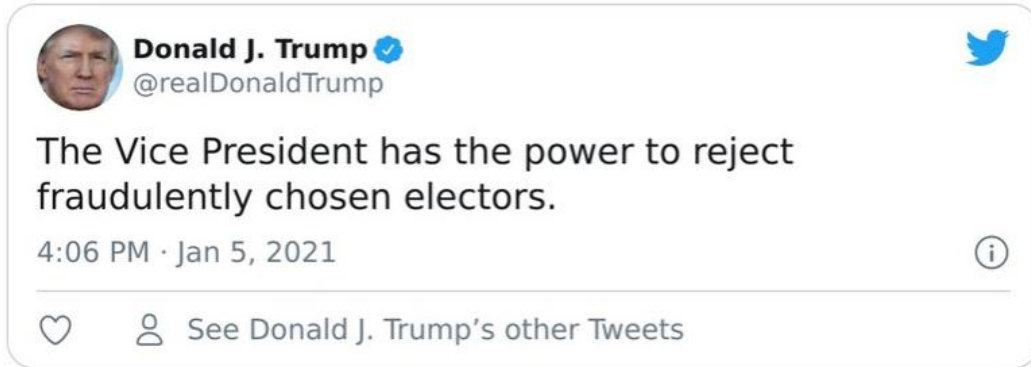 Donald J. Trump
@realDonaldTrump
The Vice President has the power to reject
fraudulently chosen electors.
4:06 PM · Jan 5, 2021
See Donald J. Trump’s other Tweets